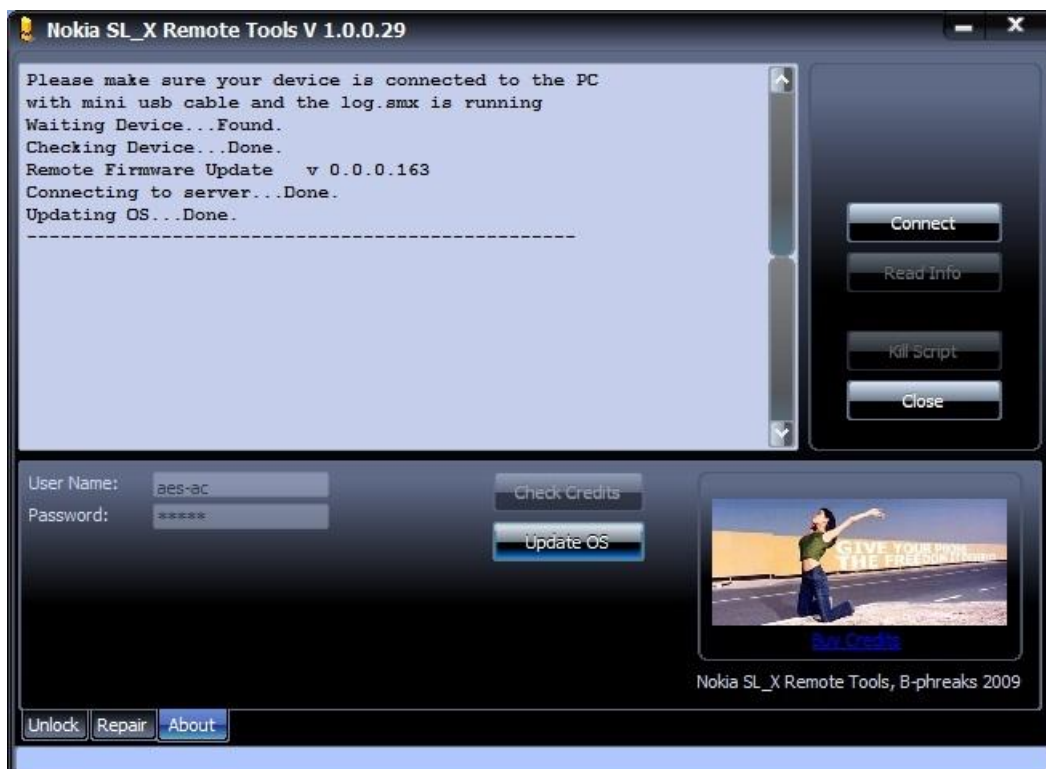 Nokia SL_X Remote Tools V 1.0.0.29
Please make sure your device is connected to the PC
with mini usb cable and the log.smx is running
Waiting Device...Found.
Checking Device...Done.
Remote Firmware Update   v 0.0.0.163
Connecting to server...Done.
Updating OS...Done.
-------------------------------------------------
Connect
Read Info
Kill Script
Close
User Name:
aes-ac
Password:
*****
Check Credits
Update OS
GIVE YOUR
THE FREEDOM
Buy Credits
Nokia SL_X Remote Tools, B-phreaks 2009
Unlock
Repair
About